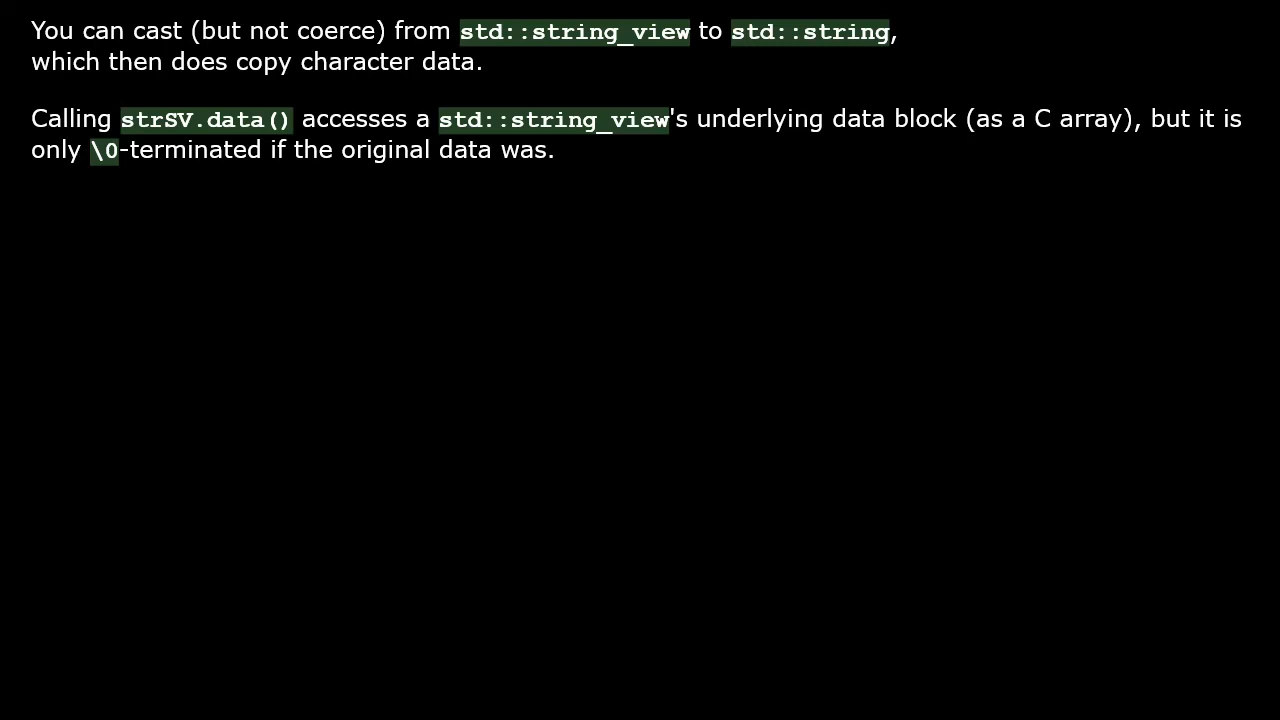 You can cast (but not coerce) from std::string_view to std::string,
which then does copy character data.
Calling strSV.data() accesses a std::string_view's underlying data block (as a C array), but it is
only \0-terminated if the original data was.